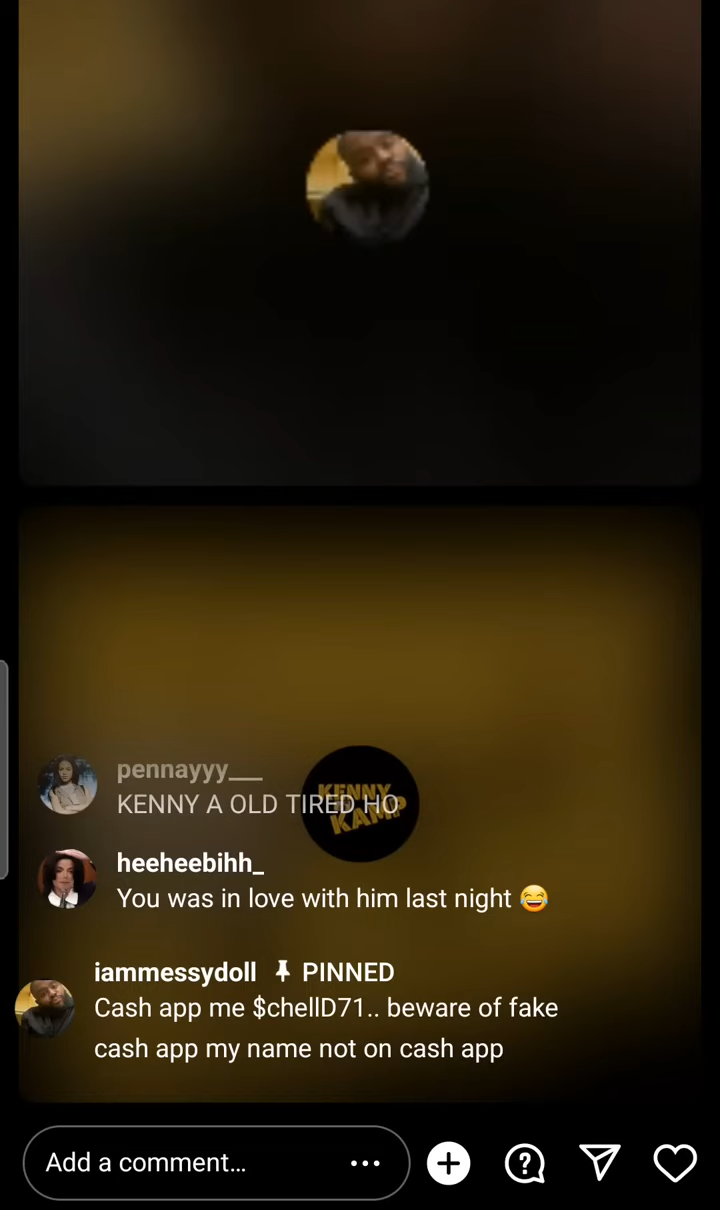 pennayyy___
KENNY
KENNY A OLD TIRED HO
KAMP
heeheebihh_
You was in love with him last night 😂
iammessydoll PINNED
Cash app me $chellD71.. beware of fake
cash app my name not on cash app
Add a comment...